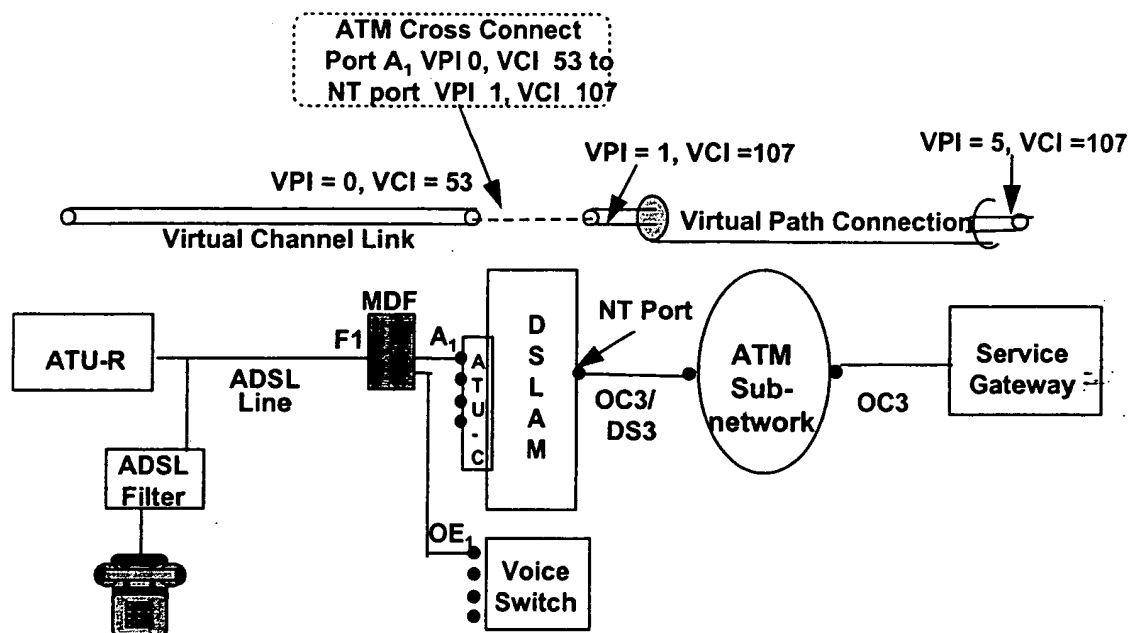 ATM Cross Connect
Port A1 VPI 0, VCI 53 to
NT port VPI 1, VCI 107
VPI = 0, VCI = 53
VPI = 1, VCI =107
VPI = 5, VCI =107
Virtual Channel Link
Virtual Path Connection
ATU-R
F1
MDF
A1
ADSL
Line
ATU-C
DSLAM
NT Port
OC3/
DS3
ATM
Sub-
network
OC3
Service
Gateway
ADSL
Filter
OE1
Voice
Switch